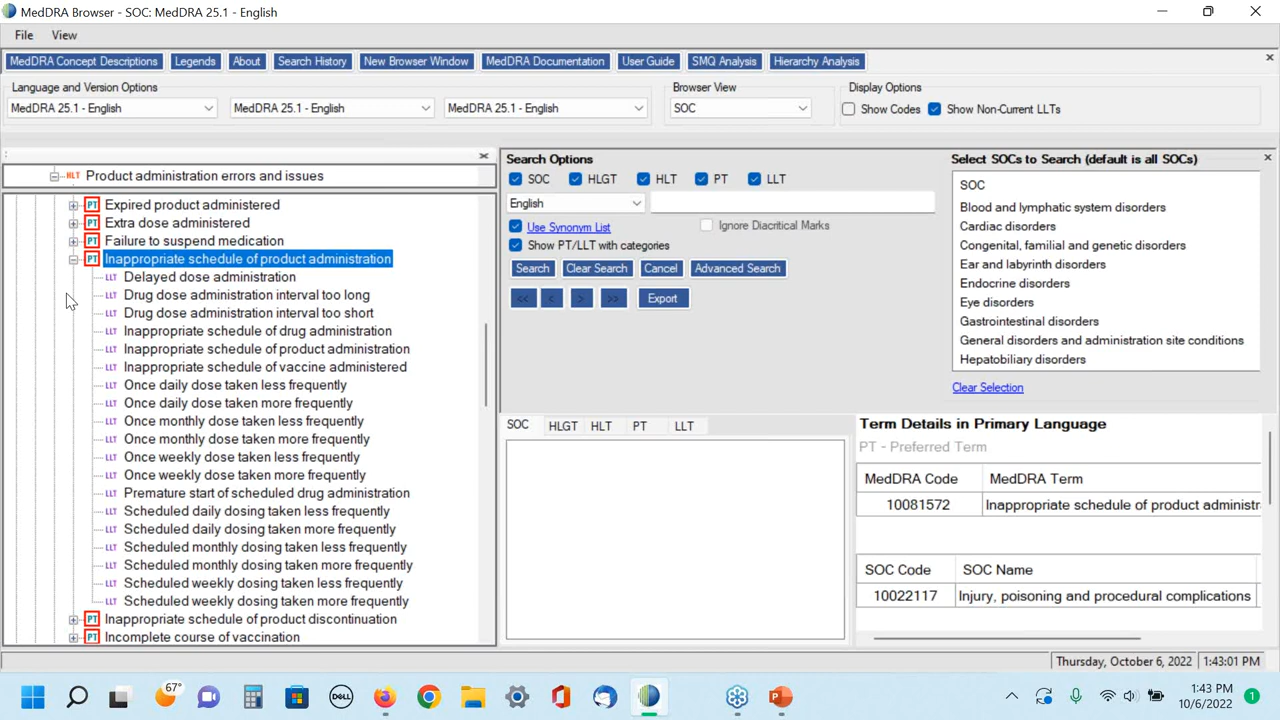 MedDRA Browser - SOC: MedDRA 25.1 - English
File View
MedDRA Concept Descriptions Legends About Search History New Browser Window MedDRA Documentation User Guide SMQ Analysis Hierarchy Analysis
Language and Version Options
MedDRA 25.1 - English MedDRA 25.1 - English MedDRA 25.1 - English
Browser View
SOC
Display Options
Show Codes Show Non-Current LLTs
HLT Product administration errors and issues
PT Expired product administered
PT Extra dose administered
PT Failure to suspend medication
PT Inappropriate schedule of product administration
LLT Delayed dose administration
LLT Drug dose administration interval too long
LLT Drug dose administration interval too short
LLT Inappropriate schedule of drug administration
LLT Inappropriate schedule of product administration
LLT Inappropriate schedule of vaccine administered
LLT Once daily dose taken less frequently
LLT Once daily dose taken more frequently
LLT Once monthly dose taken less frequently
LLT Once monthly dose taken more frequently
LLT Once weekly dose taken less frequently
LLT Once weekly dose taken more frequently
LLT Premature start of scheduled drug administration
LLT Scheduled daily dosing taken less frequently
LLT Scheduled daily dosing taken more frequently
LLT Scheduled monthly dosing taken less frequently
LLT Scheduled monthly dosing taken more frequently
LLT Scheduled weekly dosing taken less frequently
LLT Scheduled weekly dosing taken more frequently
PT Inappropriate schedule of product discontinuation
PT Incomplete course of vaccination
Search Options
SOC HLGT HLT PT LLT
English
Use Synonym List Ignore Diacritical Marks
Show PT/LLT with categories
Search Clear Search Cancel Advanced Search
<< < > >> Export
Select SOCs to Search (default is all SOCs)
SOC
Blood and lymphatic system disorders
Cardiac disorders
Congenital, familial and genetic disorders
Ear and labyrinth disorders
Endocrine disorders
Eye disorders
Gastrointestinal disorders
General disorders and administration site conditions
Hepatobiliary disorders
Clear Selection
SOC HLGT HLT PT LLT
Term Details in Primary Language
PT - Preferred Term
MedDRA Code MedDRA Term
10081572 Inappropriate schedule of product administr
SOC Code SOC Name
10022117 Injury, poisoning and procedural complications
Thursday, October 6, 2022 1:43:01 PM
67°
DELL
1:43 PM
10/6/2022
1